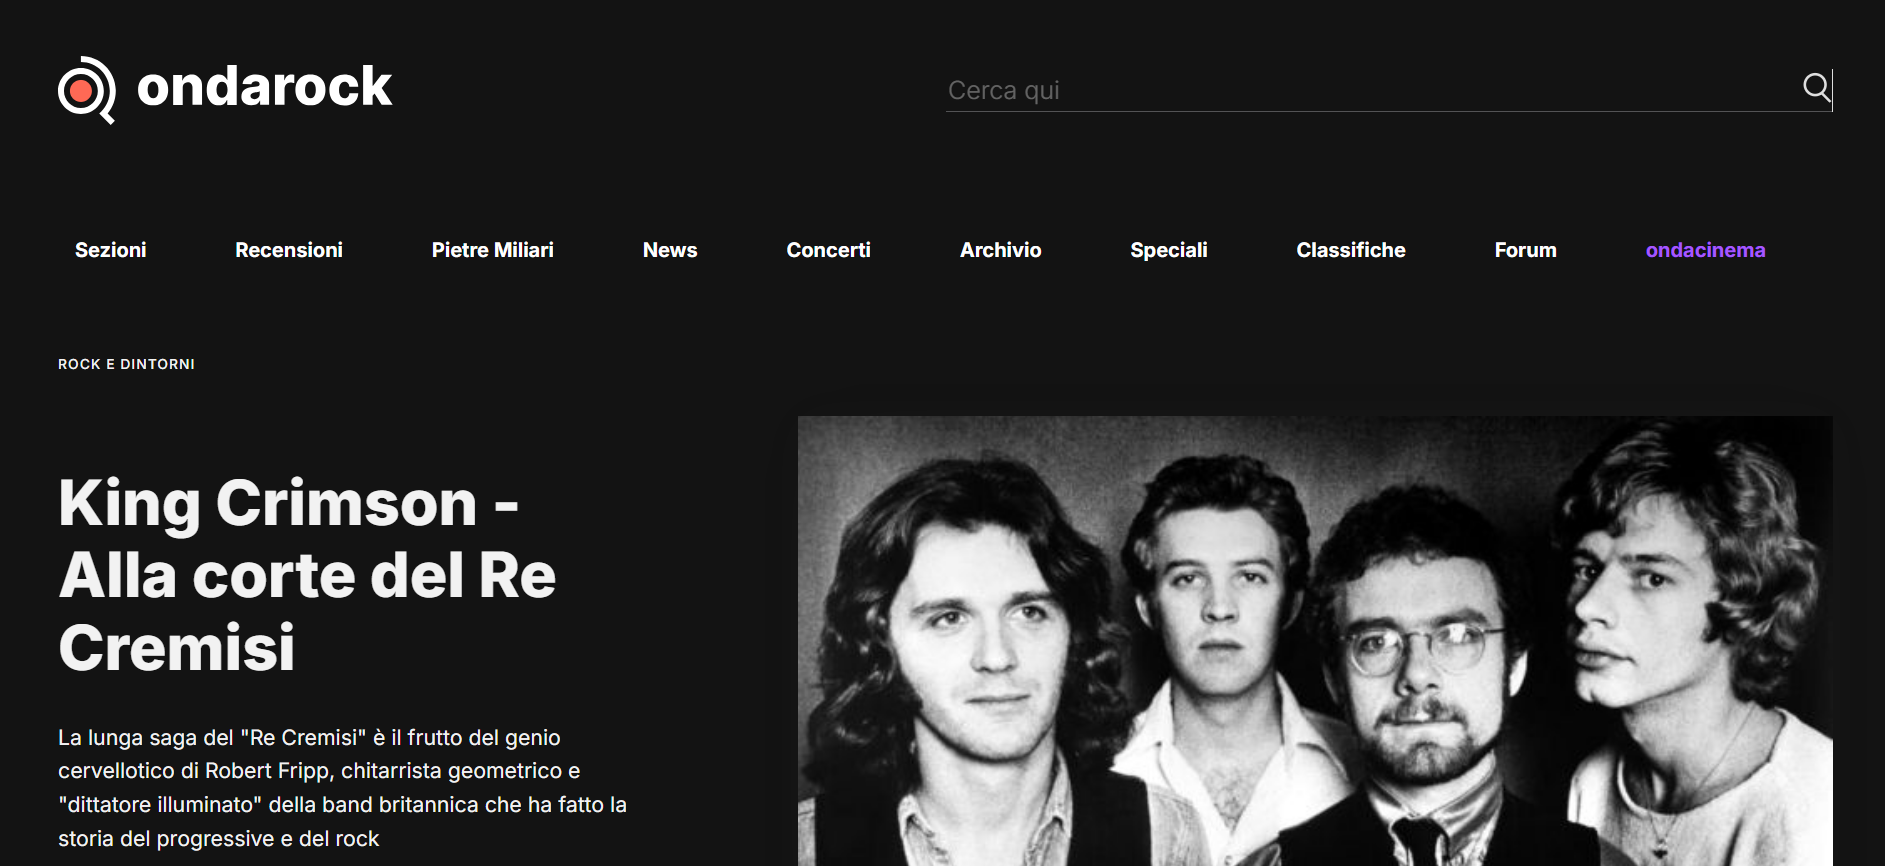 ondarock
Cerca qui
Sezioni Recensioni Pietre Miliari News Concerti Archivio Speciali Classifiche Forum ondacinema
ROCK E DINTORNI
King Crimson -
Alla corte del Re
Cremisi
La lunga saga del "Re Cremisi" è il frutto del genio
cervellotico di Robert Fripp, chitarrista geometrico e
"dittatore illuminato" della band britannica che ha fatto la
storia del progressive e del rock